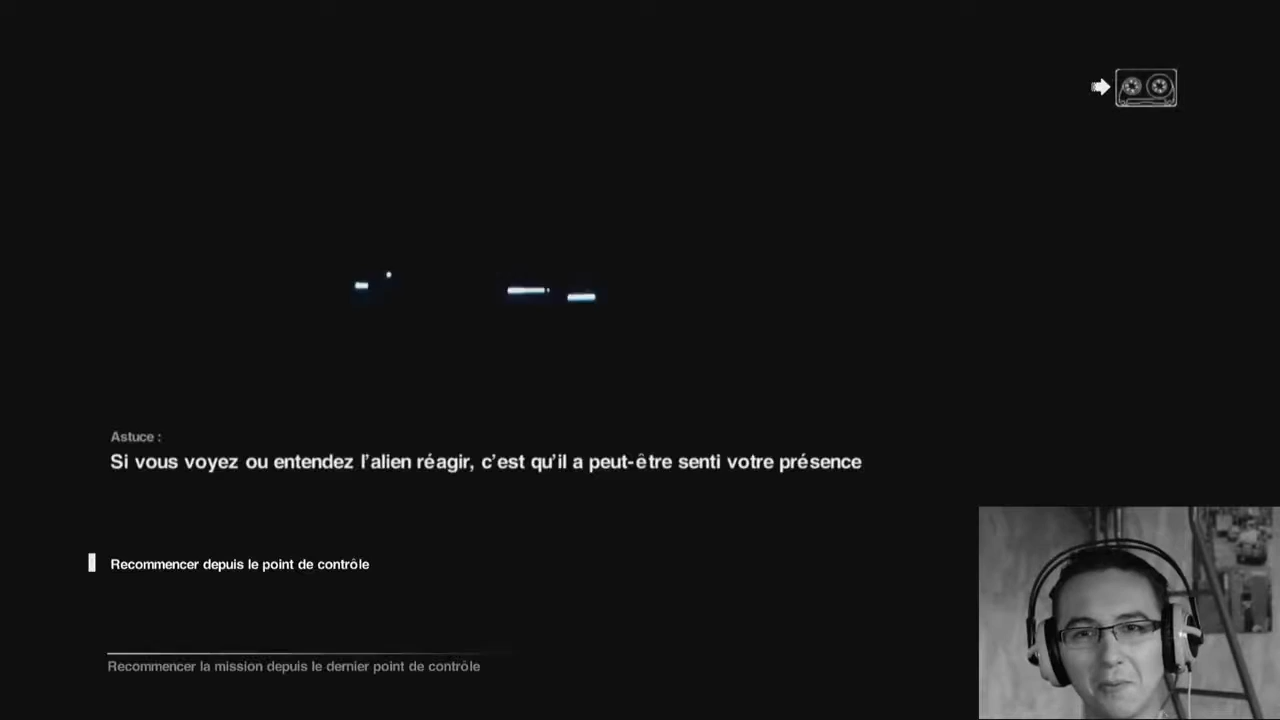 Astuce :
Si vous voyez ou entendez l'alien réagir, c'est qu'il a peut-être senti votre présence
Recommencer depuis le point de contrôle
Recommencer la mission depuis le dernier point de contrôle